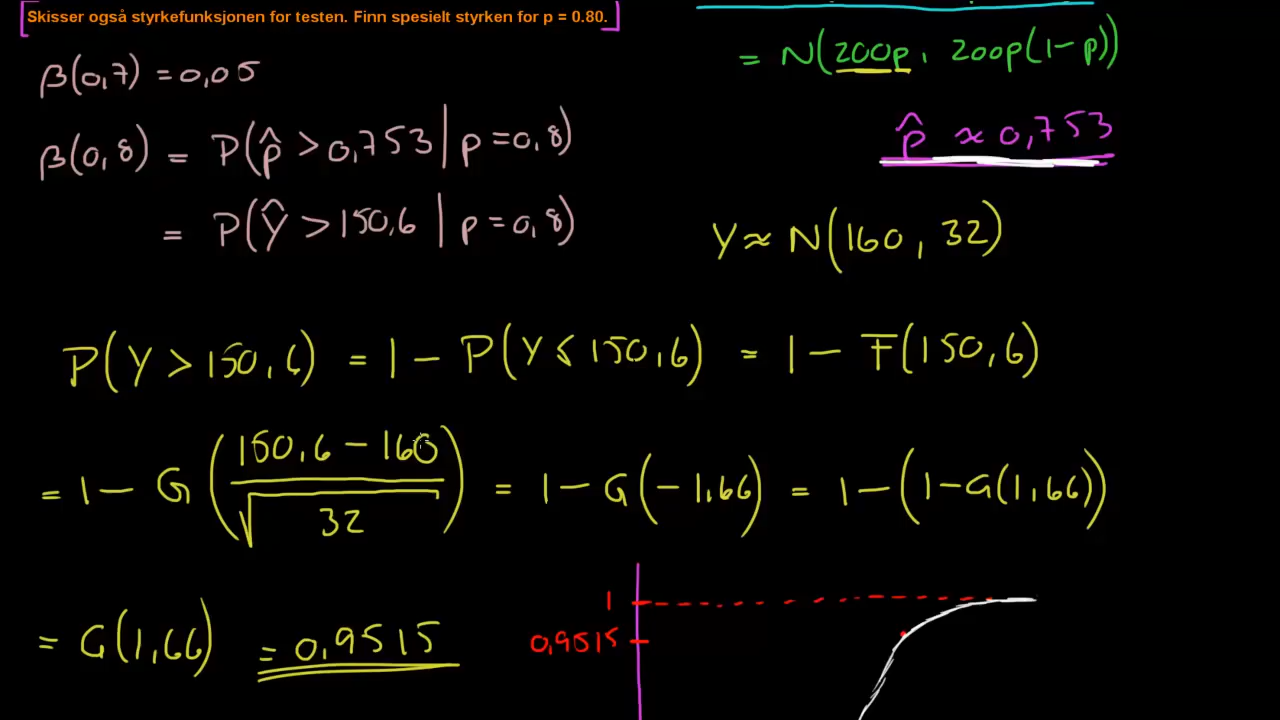 Skisser også styrkefunksjonen for testen. Finn spesielt styrken for p = 0.80.
= N(200p, 200p(1-p))
β(0,7) = 0,05
p̂ ≈ 0,753
β(0,8) = P(p̂ > 0,753 | p = 0,8)
= P(Ŷ > 150,6 | p = 0,8)
Y ≈ N(160, 32)
P(Y > 150,6) = 1 - P(Y ≤ 150,6) = 1 - F(150,6)
= 1 - G((150,6 - 160)/√32) = 1 - G(-1,66) = 1 - (1-G(1,66))
= G(1,66) = 0,9515
1
0,9515